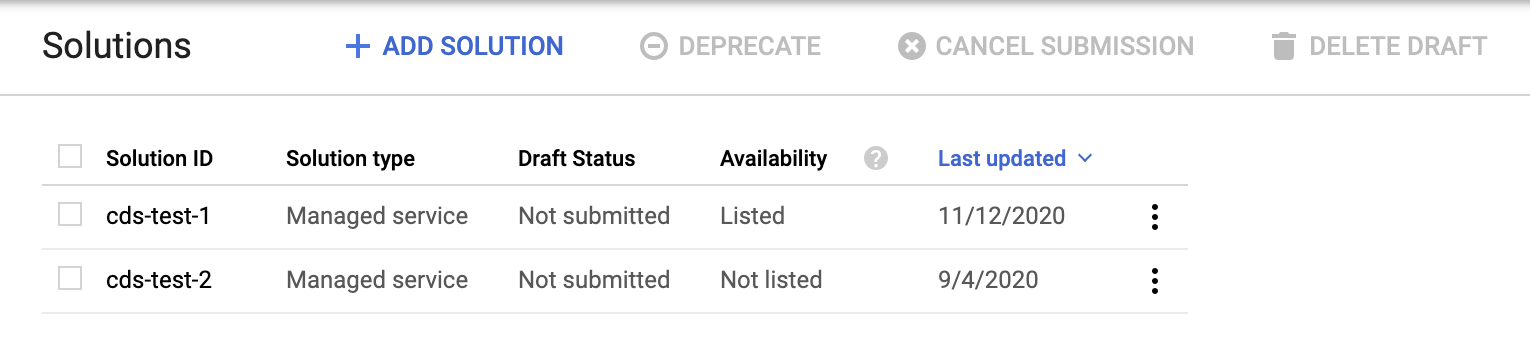 Solutions ADD SOLUTION DEPRECATE CANCEL SUBMISSION DELETE DRAFT
Solution ID Solution type Draft Status Availability ? Last updated
cds-test-1 Managed service Not submitted Listed 11/12/2020
cds-test-2 Managed service Not submitted Not listed 9/4/2020